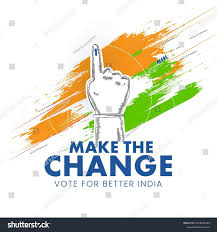 MAKE THE
CHANGE
VOTE FOR BETTER INDIA
shutterstock